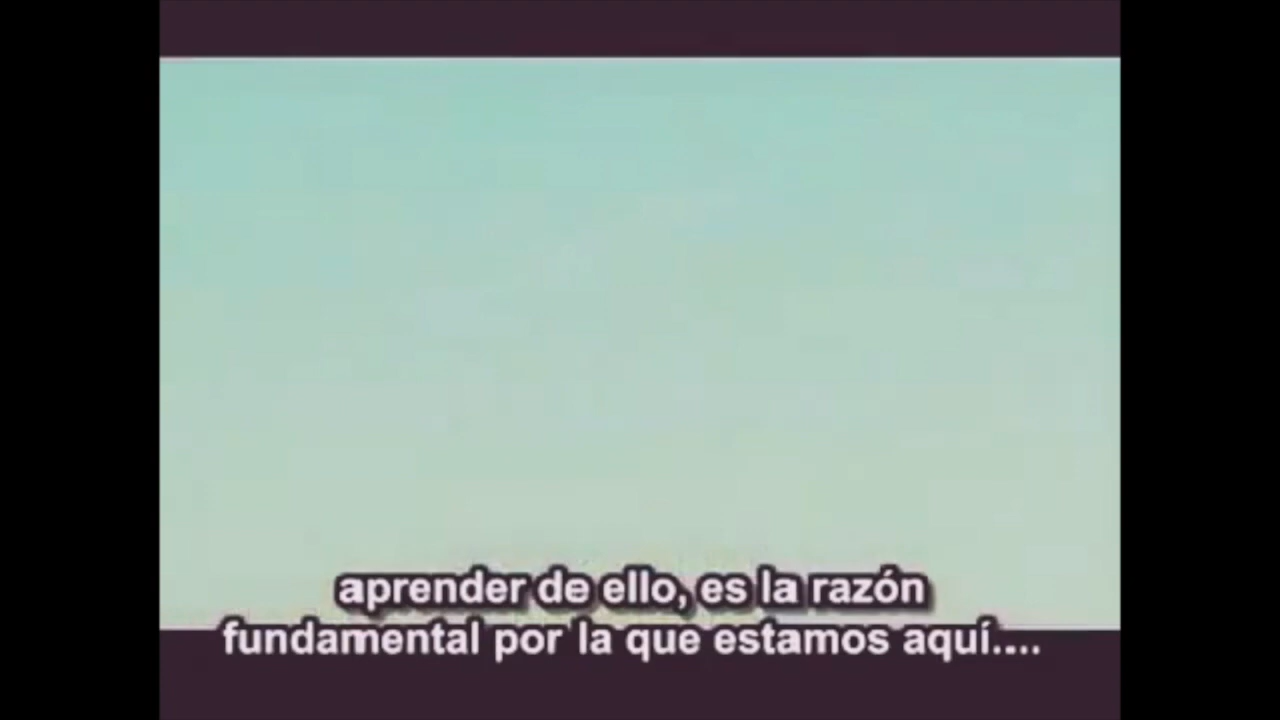 aprender de ello, es la razón
fundamental por la que estamos aquí....